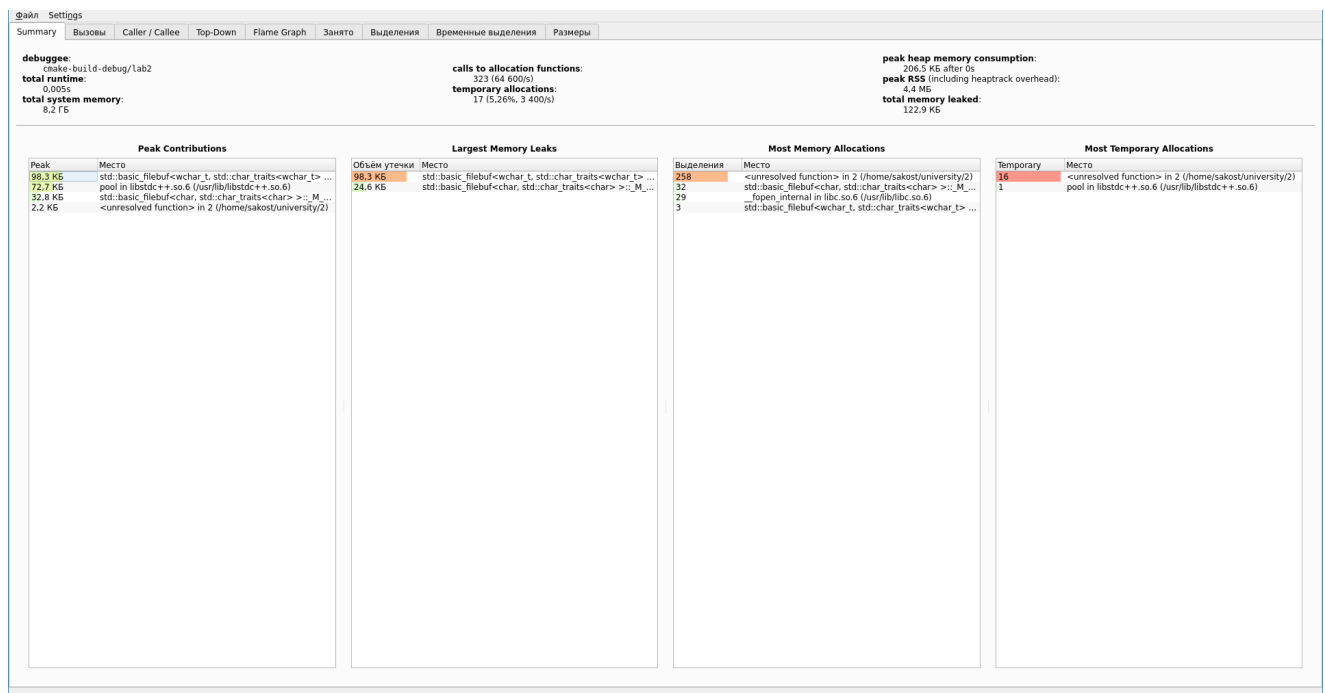 Файл Settings
Summary Вызовы Caller / Callee Top-Down Flame Graph Занято Выделения Временные выделения Размеры
debuggee:
cmake-build-debug/lab2
total runtime:
0,005s
total system memory:
8,2 ГБ
calls to allocation functions:
323 (64 600/s)
temporary allocations:
17 (5,26%, 3 400/s)
peak heap memory consumption:
206,5 КБ after 0s
peak RSS (including heaptrack overhead):
4,4 МБ
total memory leaked:
122,9 КБ
Peak Contributions
Peak Место
98,3 КБ std::basic_filebuf<wchar_t, std::char_traits<wchar_t> ...
72,7 КБ pool in libstdc++.so.6 (/usr/lib/libstdc++.so.6)
32,8 КБ std::basic_filebuf<char, std::char_traits<char> >::_M_...
2,2 КБ <unresolved function> in 2 (/home/sakost/university/2)
Largest Memory Leaks
Объём утечки Место
98,3 КБ std::basic_filebuf<wchar_t, std::char_traits<wchar_t> ...
24,6 КБ std::basic_filebuf<char, std::char_traits<char> >::_M_...
Most Memory Allocations
Выделения Место
258 <unresolved function> in 2 (/home/sakost/university/2)
32 std::basic_filebuf<char, std::char_traits<char> >::_M_...
29 __fopen_internal in libc.so.6 (/usr/lib/libc.so.6)
3 std::basic_filebuf<wchar_t, std::char_traits<wchar_t> ...
Most Temporary Allocations
Temporary Место
16 <unresolved function> in 2 (/home/sakost/university/2)
1 pool in libstdc++.so.6 (/usr/lib/libstdc++.so.6)